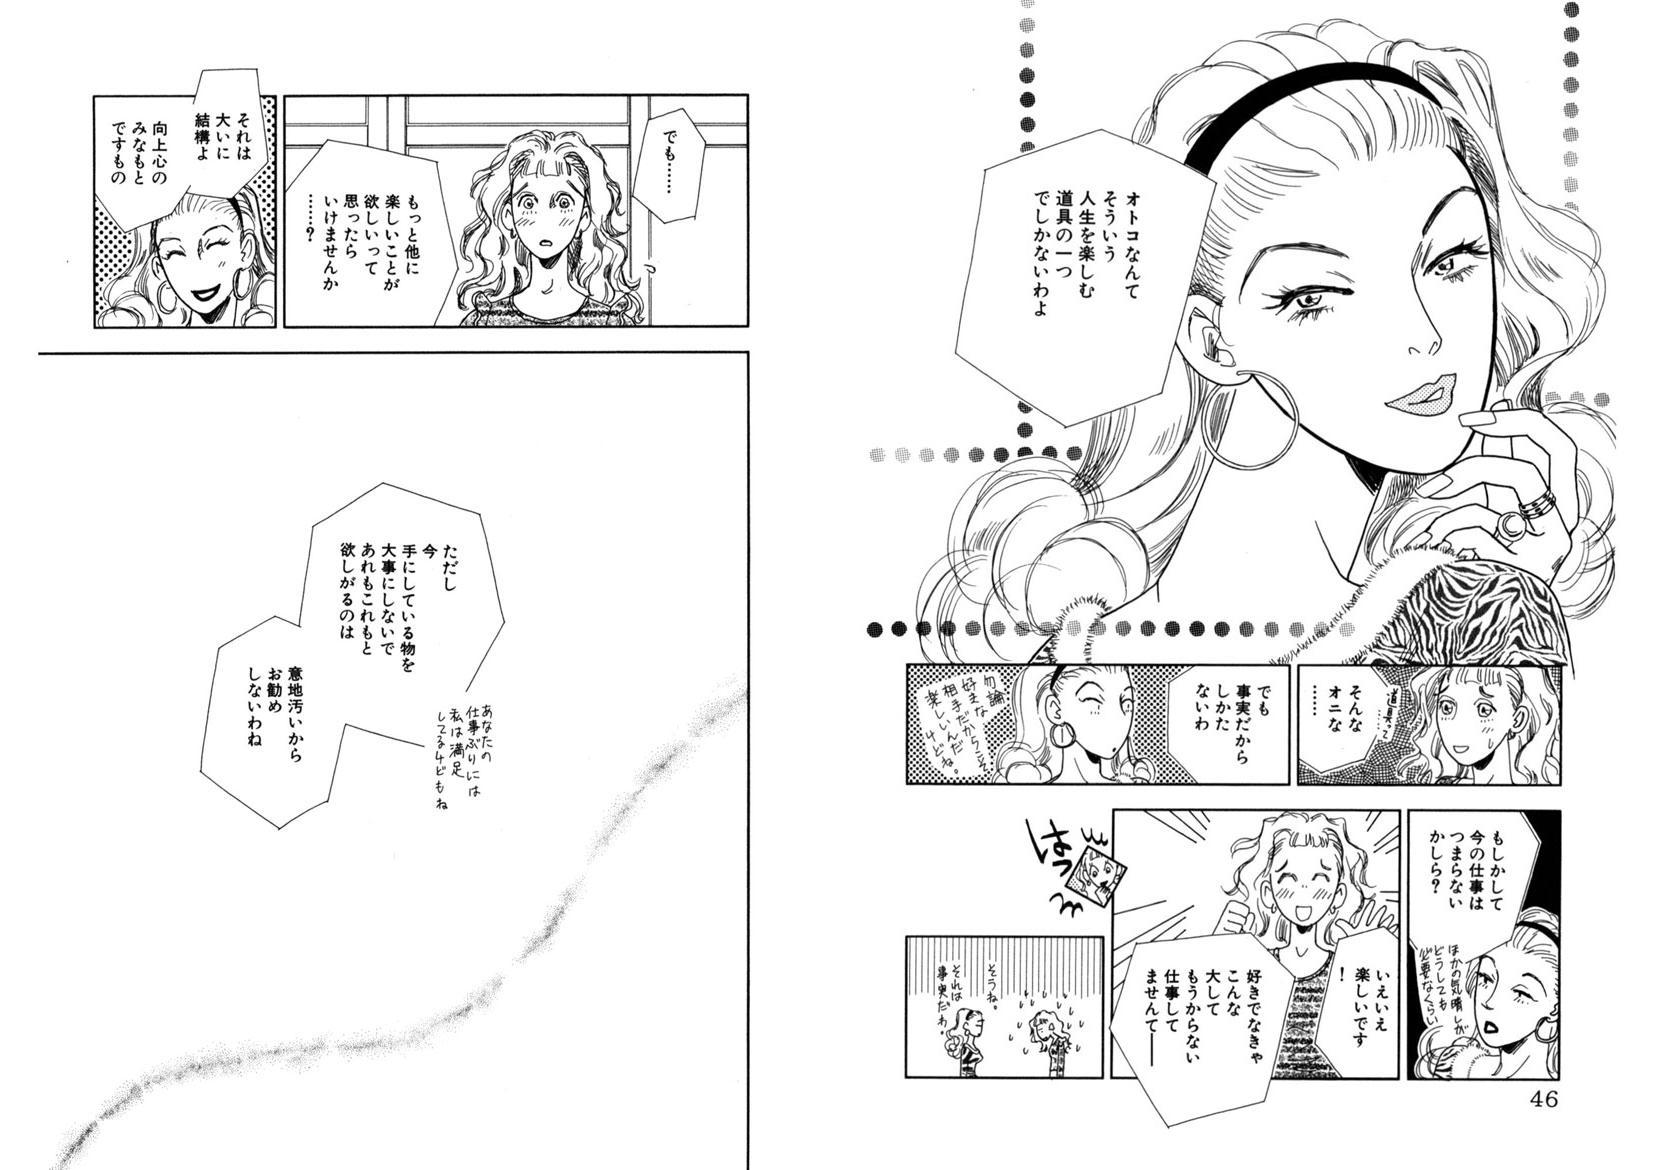 オトコなんて
そういう
人生を楽しむ
道具の一つ
でしかないわよ
道具って
そんな
オニな
……
でも
事実だから
しかた
ないわ
勿論
好きな
相手だからこそ
楽しいんだ
けどね。
もしかして
今の仕事は
つまらない
かしら？
ほかの気晴しが
どうしても
必要なくらい
いえいえ
楽しいです
！
好きでなきゃ
こんな
大して
もうからない
仕事して
ませんて――
はっ
そうね。
それは
事実だわ。
46
でも……
もっと他に
楽しいことが
欲しいって
思ったら
いけませんか
……？
それは
大いに
結構よ
向上心の
みなもと
ですもの
ただし
今
手にしている物を
大事にしないで
あれもこれもと
欲しがるのは
意地汚いから
お勧め
しないわね
あなたの
仕事ぶりには
私は満足
してるけどもね